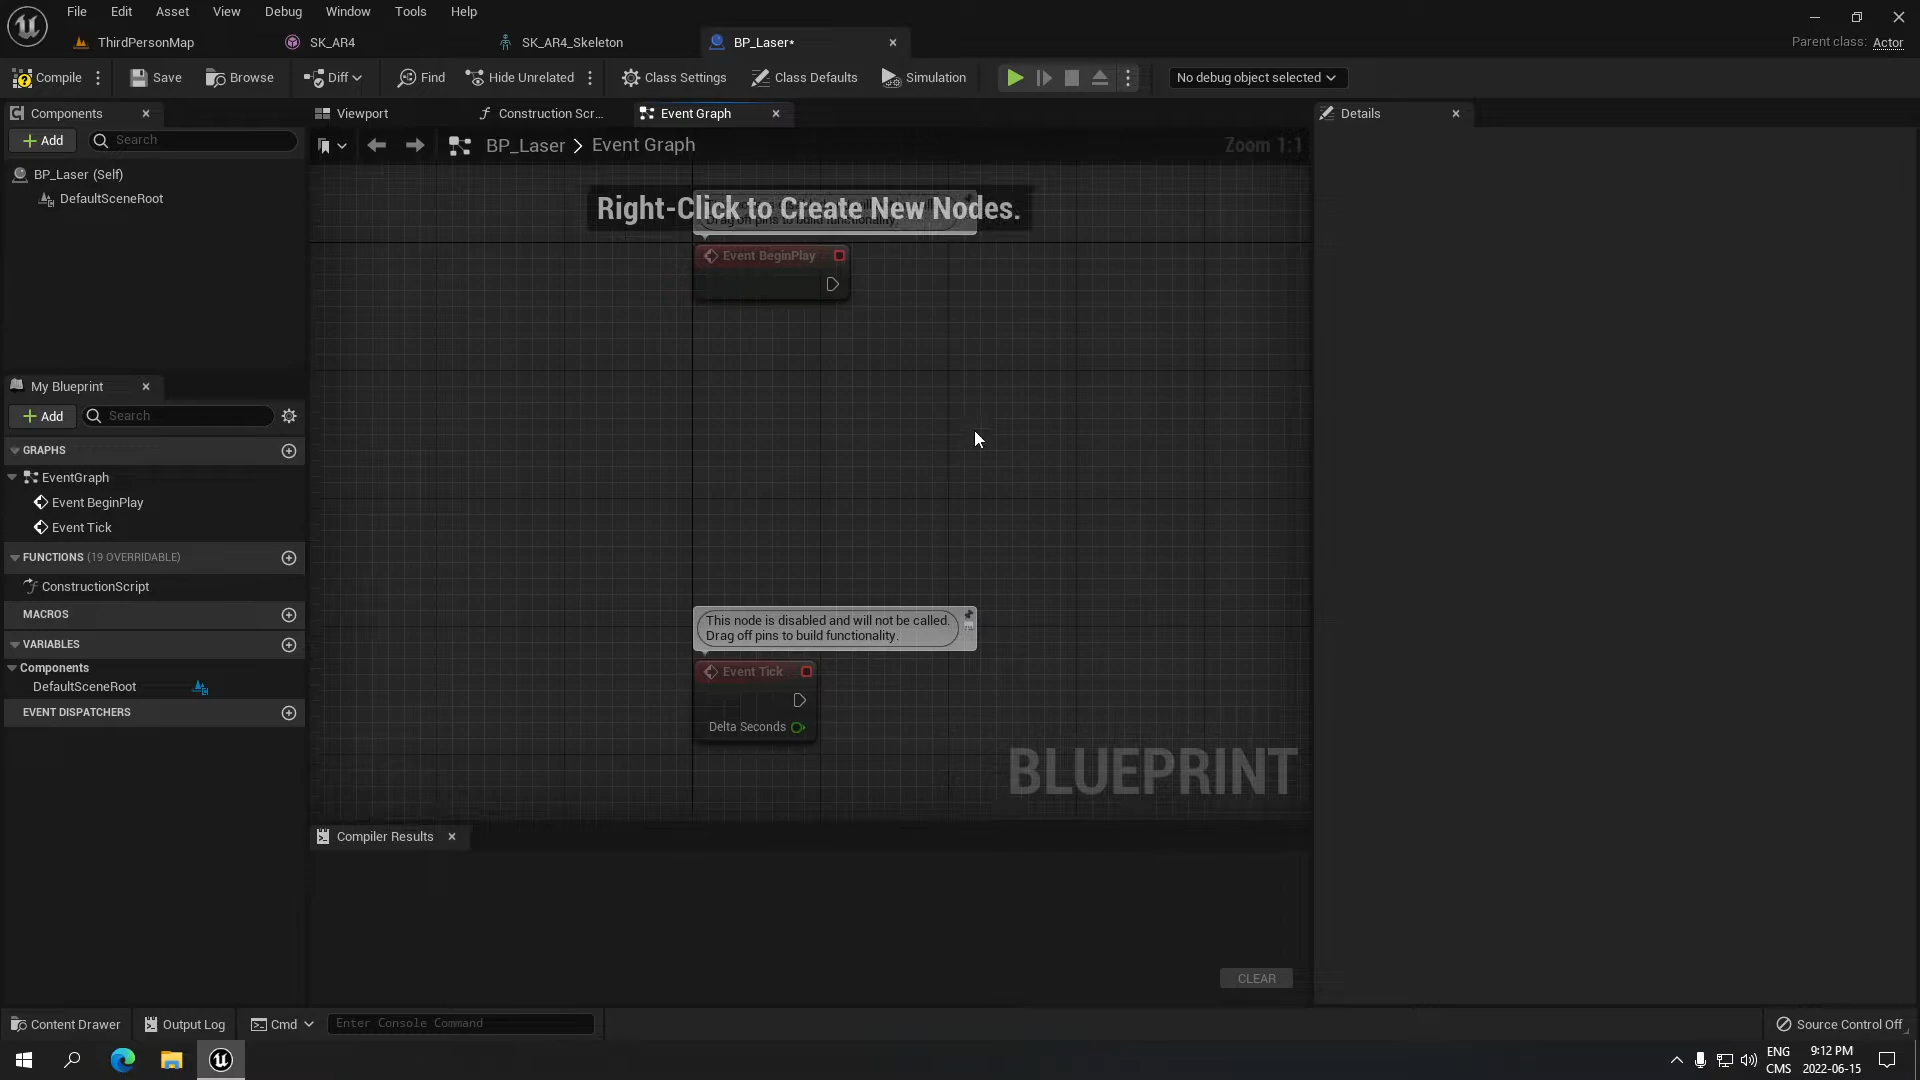 File Edit Asset View Debug Window Tools Help
ThirdPersonMap SK_AR4 SK_AR4_Skeleton BP_Laser* Parent class: Actor
Compile Save Browse Diff Find Hide Unrelated Class Settings Class Defaults Simulation No debug object selected
Components Viewport Construction Scr... Event Graph Details
Add Search BP_Laser > Event Graph Zoom 1:1
BP_Laser (Self)
DefaultSceneRoot
Right-Click to Create New Nodes.
Drag off pins to build functionality.
Event BeginPlay
My Blueprint
Add Search
GRAPHS
EventGraph
Event BeginPlay
Event Tick
FUNCTIONS (19 OVERRIDABLE)
ConstructionScript
MACROS
VARIABLES
Components
DefaultSceneRoot
EVENT DISPATCHERS
This node is disabled and will not be called.
Drag off pins to build functionality.
Event Tick
Delta Seconds
BLUEPRINT
Compiler Results
CLEAR
Content Drawer Output Log Cmd Enter Console Command Source Control Off
ENG 9:12 PM
CMS 2022-06-15